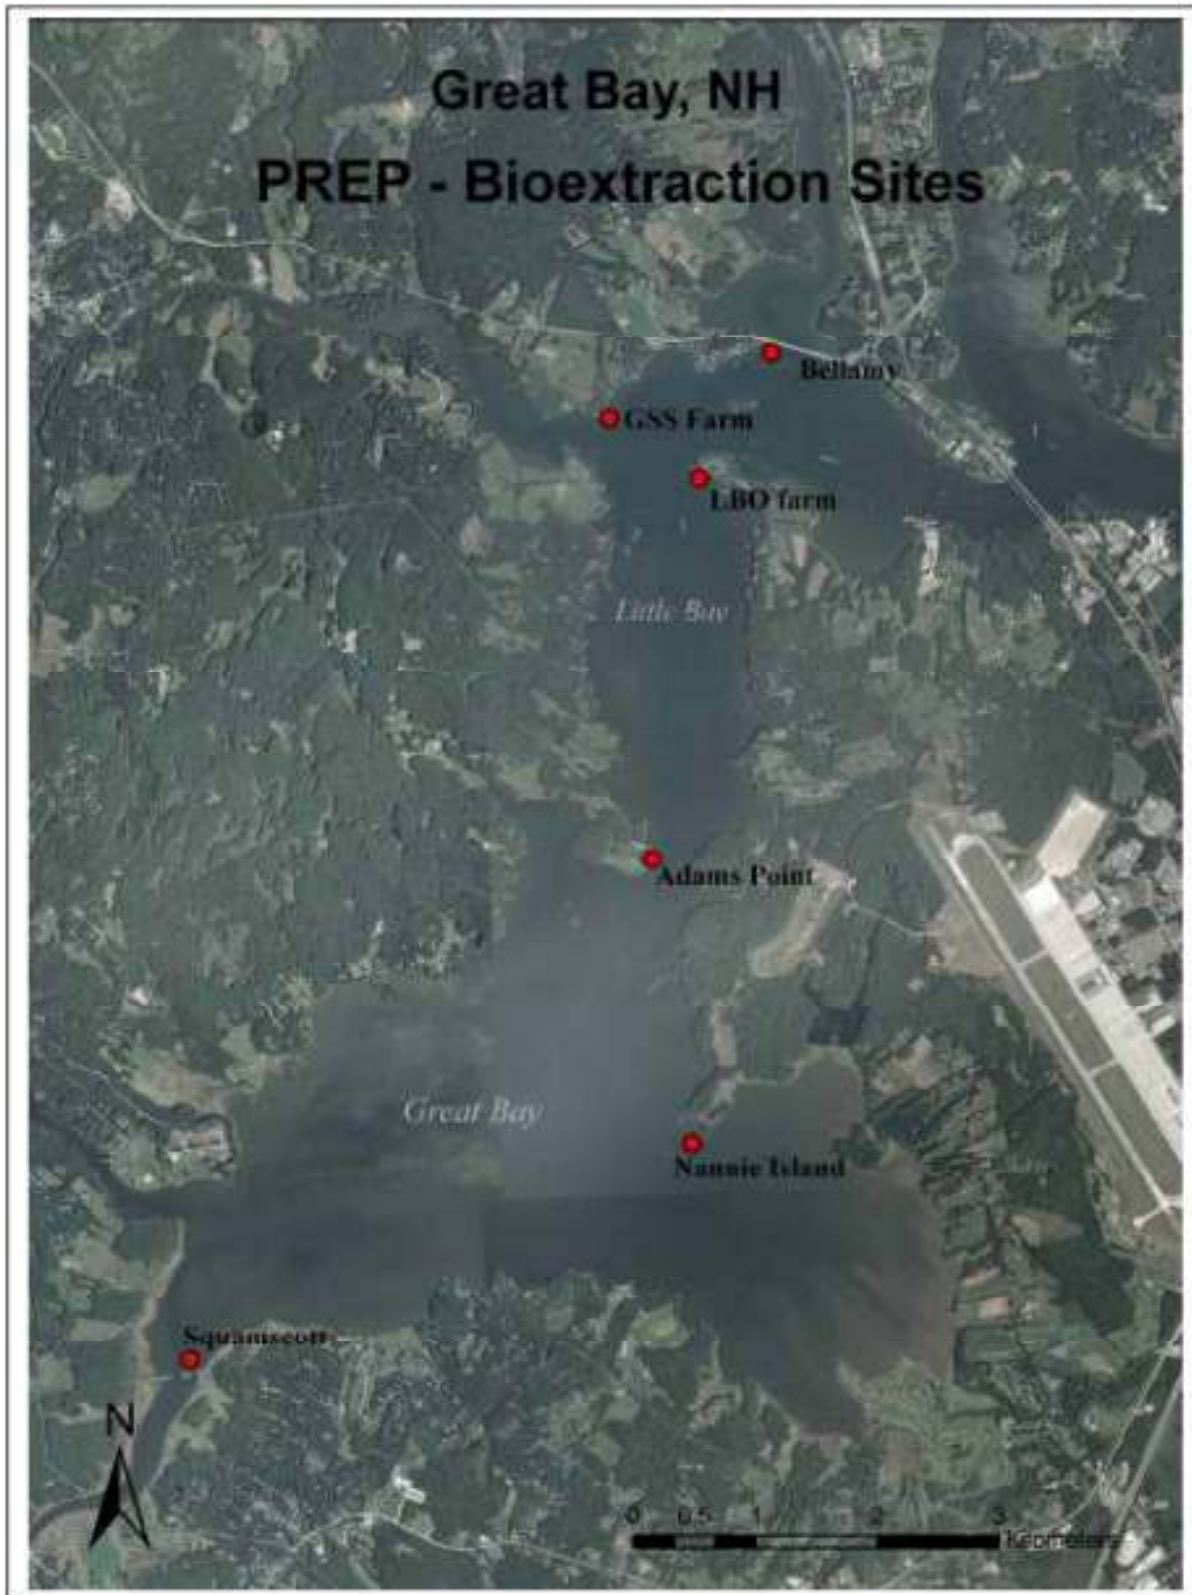 Great Bay, NH
PREP - Bioextraction Sites
Bellamy
GSS Farm
LBO farm
Little Bay
Adams Point
Great Bay
Nannie Island
Squamscott
N
0 0.5 1 2 3
Kilometers